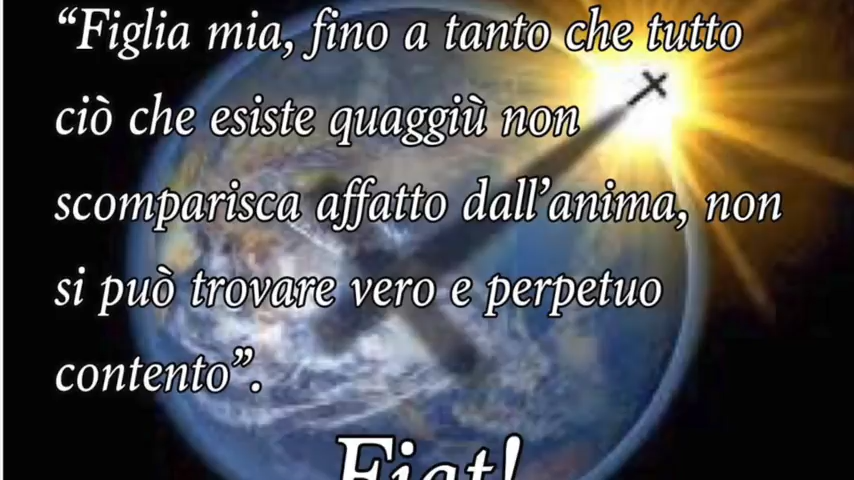 “Figlia mia, fino a tanto che tutto
ciò che esiste quaggiù non
scomparisca affatto dall’anima, non
si può trovare vero e perpetuo
contento”.
Fiat!